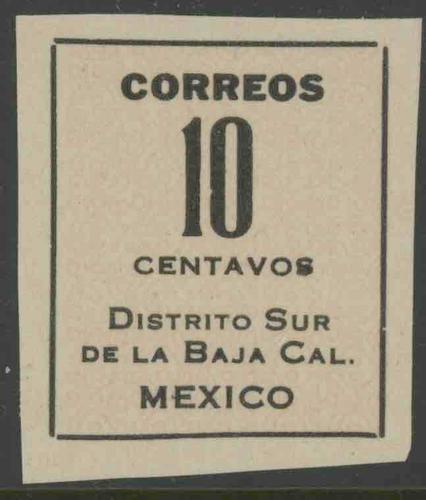 CORREOS
10
CENTAVOS
DISTRITO SUR
DE LA BAJA CAL.
MEXICO